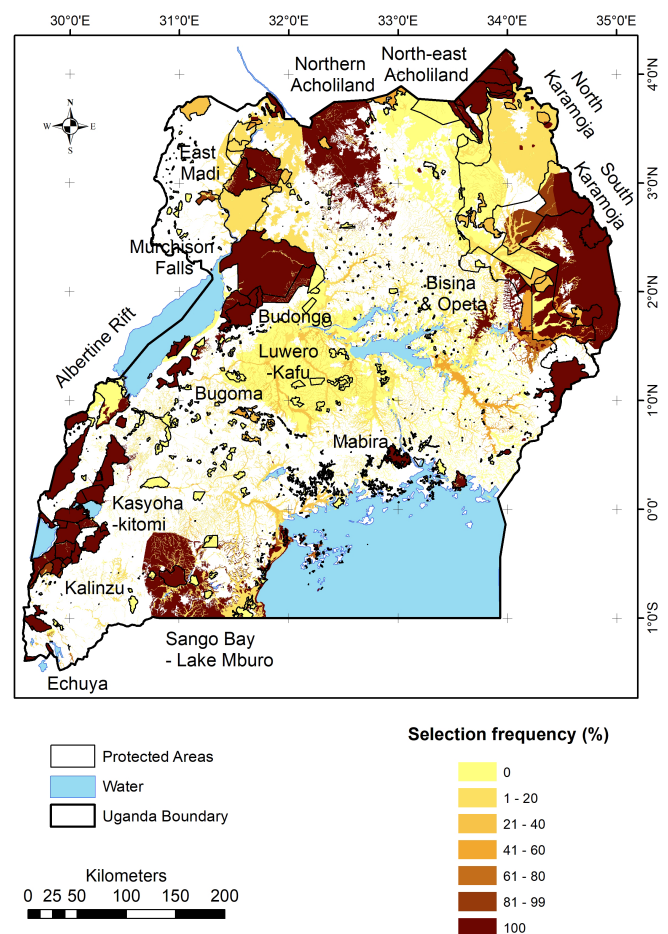 30°0'E 31°0'E 32°0'E 33°0'E 34°0'E 35°0'E
4°0'N
3°0'N
2°0'N
1°0'N
0°0'
1°0'S
N
W E
S
Northern
Acholiland
North-east
Acholiland
North
Karamoja
South
Karamoja
East
Madi
Murchison
Falls
Bisina
& Opeta
Budongo
Albertine Rift
Luwero
-Kafu
Bugoma
Mabira
Kasyoha
-kitomi
Kalinzu
Sango Bay
- Lake Mburo
Echuya
Protected Areas
Water
Uganda Boundary
Kilometers
0 25 50 100 150 200
Selection frequency (%)
0
1 - 20
21 - 40
41 - 60
61 - 80
81 - 99
100